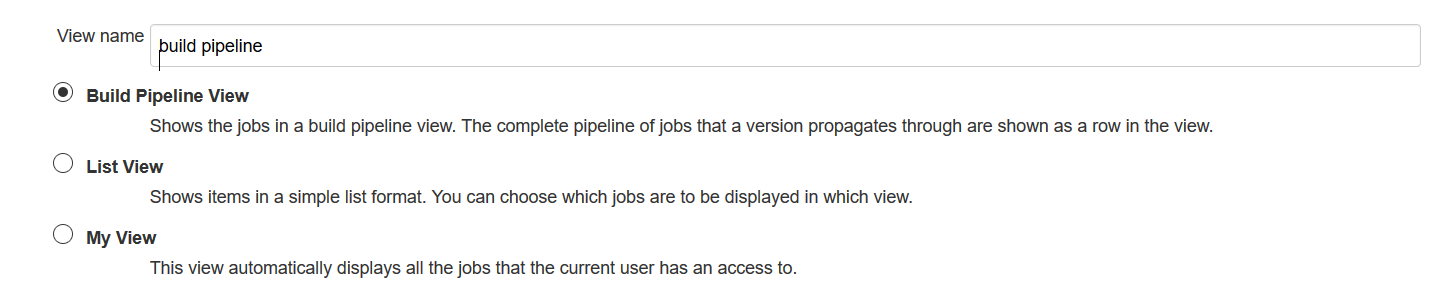 View name build pipeline
Build Pipeline View
Shows the jobs in a build pipeline view. The complete pipeline of jobs that a version propagates through are shown as a row in the view.
List View
Shows items in a simple list format. You can choose which jobs are to be displayed in which view.
My View
This view automatically displays all the jobs that the current user has an access to.